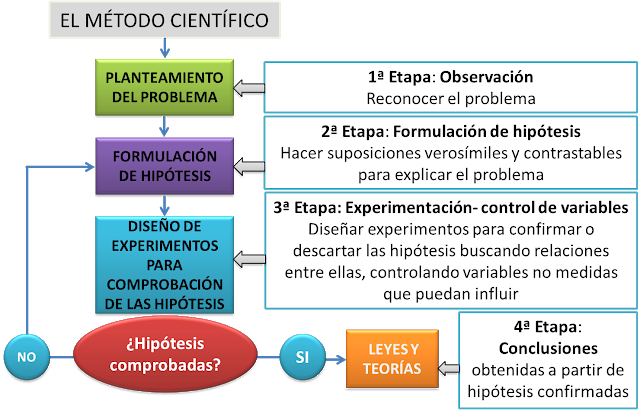 EL MÉTODO CIENTÍFICO
PLANTEAMIENTO
DEL PROBLEMA
1ª Etapa: Observación
Reconocer el problema
FORMULACIÓN
DE HIPÓTESIS
2ª Etapa: Formulación de hipótesis
Hacer suposiciones verosímiles y contrastables
para explicar el problema
DISEÑO DE
EXPERIMENTOS
PARA
COMPROBACIÓN
DE LAS HIPÓTESIS
3ª Etapa: Experimentación- control de variables
Diseñar experimentos para confirmar o
descartar las hipótesis buscando relaciones
entre ellas, controlando variables no medidas
que puedan influir
NO
¿Hipótesis
comprobadas?
SI
LEYES Y
TEORÍAS
4ª Etapa:
Conclusiones
obtenidas a partir de
hipótesis confirmadas